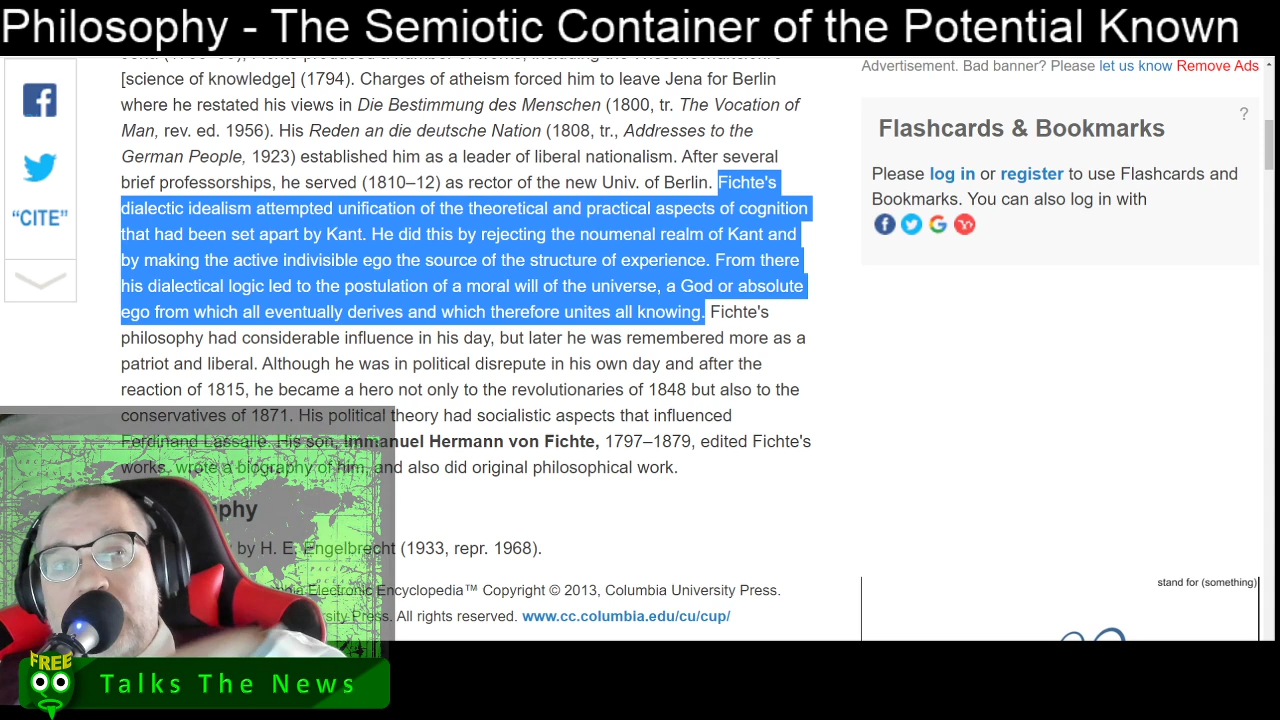 Philosophy - The Semiotic Container of the Potential Known
[science of knowledge] (1794). Charges of atheism forced him to leave Jena for Berlin
where he restated his views in Die Bestimmung des Menschen (1800, tr. The Vocation of
Man, rev. ed. 1956). His Reden an die deutsche Nation (1808, tr., Addresses to the
German People, 1923) established him as a leader of liberal nationalism. After several
brief professorships, he served (1810–12) as rector of the new Univ. of Berlin. Fichte's
dialectic idealism attempted unification of the theoretical and practical aspects of cognition
that had been set apart by Kant. He did this by rejecting the noumenal realm of Kant and
by making the active indivisible ego the source of the structure of experience. From there
his dialectical logic led to the postulation of a moral will of the universe, a God or absolute
ego from which all eventually derives and which therefore unites all knowing. Fichte's
philosophy had considerable influence in his day, but later he was remembered more as a
patriot and liberal. Although he was in political disrepute in his own day and after the
reaction of 1815, he became a hero not only to the revolutionaries of 1848 but also to the
conservatives of 1871. His political theory had socialistic aspects that influenced
Ferdinand Lassalle. His son, Immanuel Hermann von Fichte, 1797–1879, edited Fichte's
works, wrote a biography of him, and also did original philosophical work.
phy
by H. E. Engelbrecht (1933, repr. 1968).
Electronic Encyclopedia™ Copyright © 2013, Columbia University Press.
sity Press. All rights reserved. www.cc.columbia.edu/cu/cup/
“CITE”
Advertisement. Bad banner? Please let us know Remove Ads
Flashcards & Bookmarks
?
Please log in or register to use Flashcards and
Bookmarks. You can also log in with
stand for (something)
FREE
Talks The News